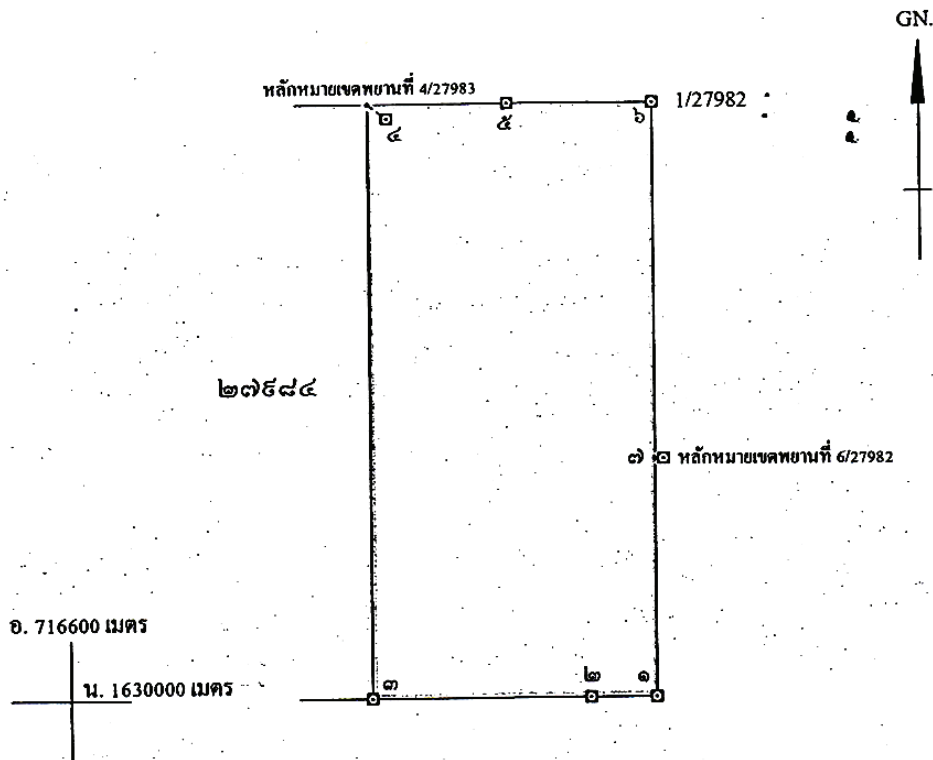 GN.
หลักหมายเขตพยานที่ 4/27983
๔
๕
๖
1/27982
๒๗๙๘๔
๗
หลักหมายเขตพยานที่ 6/27982
อ. 716600 เมตร
น. 1630000 เมตร
๓
๒
๑